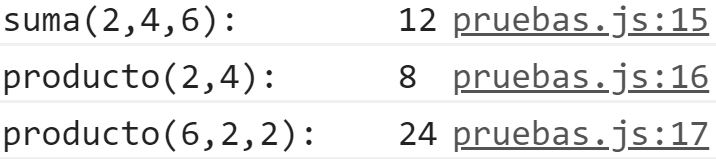 suma(2,4,6): 12 pruebas.js:15
producto(2,4): 8 pruebas.js:16
producto(6,2,2): 24 pruebas.js:17